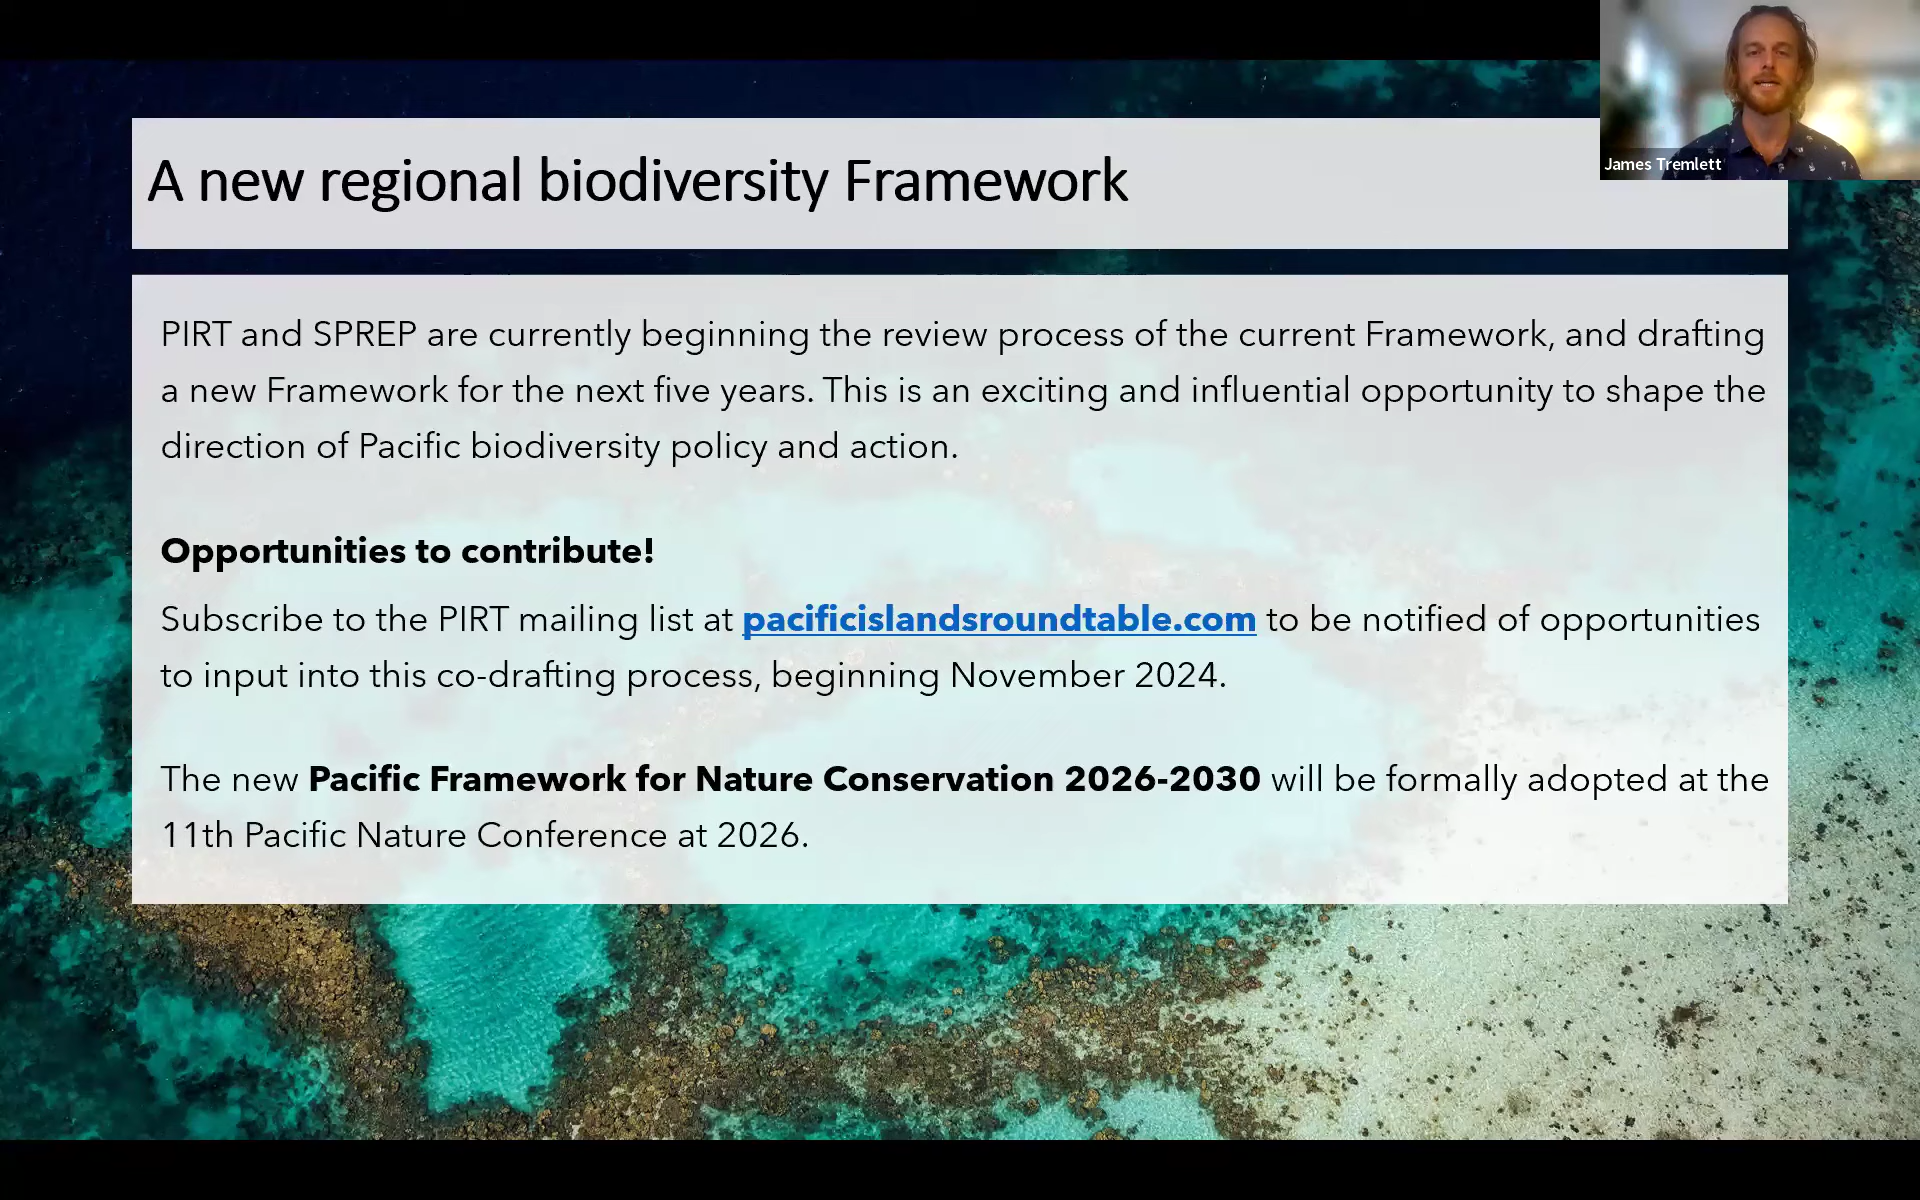 James Tremlett
A new regional biodiversity Framework
PIRT and SPREP are currently beginning the review process of the current Framework, and drafting
a new Framework for the next five years. This is an exciting and influential opportunity to shape the
direction of Pacific biodiversity policy and action.
Opportunities to contribute!
Subscribe to the PIRT mailing list at pacificislandsroundtable.com to be notified of opportunities
to input into this co-drafting process, beginning November 2024.
The new Pacific Framework for Nature Conservation 2026-2030 will be formally adopted at the
11th Pacific Nature Conference at 2026.